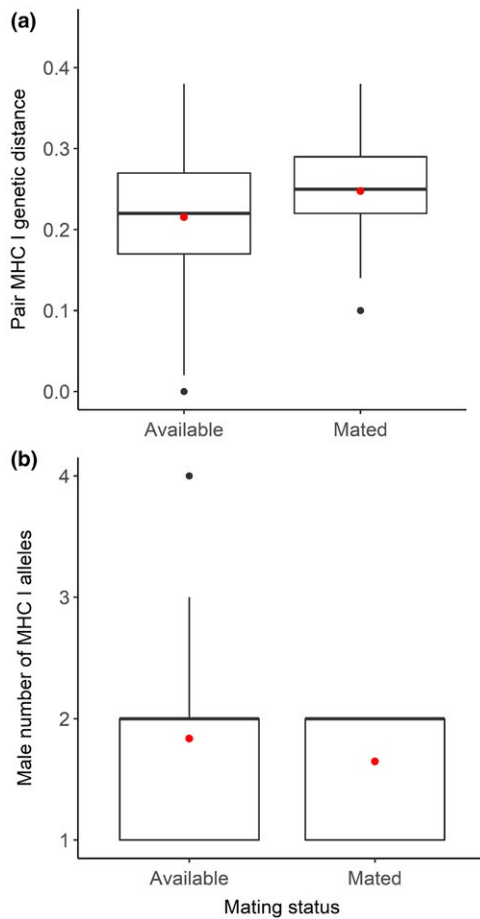 (a)
Pair MHC I genetic distance
0.4
0.3
0.2
0.1
0.0
Available Mated
(b)
Male number of MHC I alleles
4
3
2
1
Available Mated
Mating status